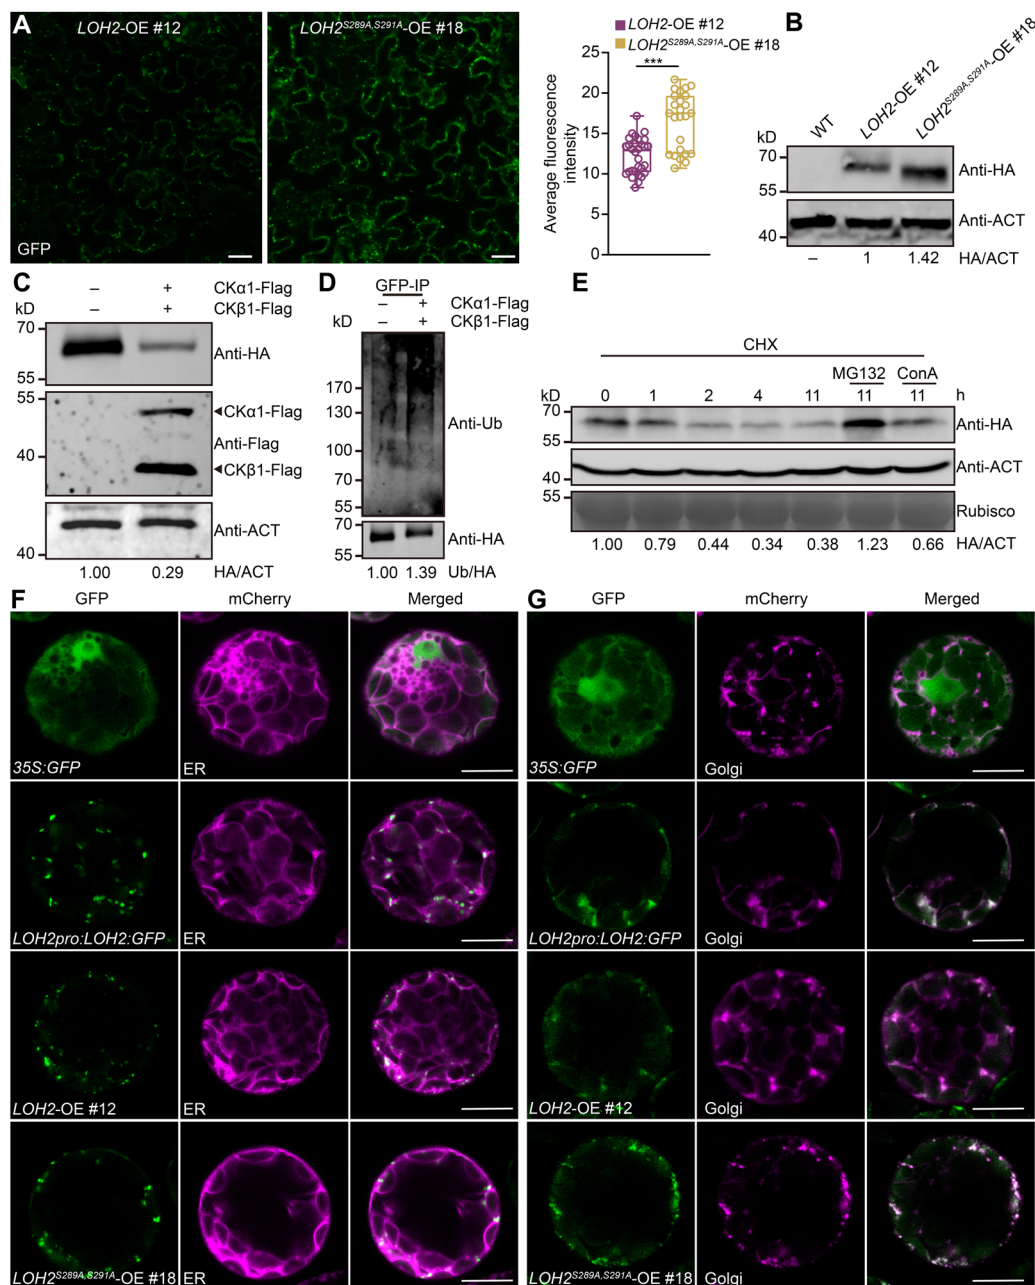 A
LOH2-OE #12
LOH2S289A,S291A-OE #18
GFP
LOH2-OE #12
LOH2S289A,S291A-OE #18
***
25
20
15
10
5
0
Average fluorescence
intensity
B
WT
LOH2-OE #12
LOH2S289A,S291A-OE #18
kD
70
55
Anti-HA
40
Anti-ACT
– 1 1.42 HA/ACT
C
– + CKα1-Flag
– + CKβ1-Flag
kD
70
55
Anti-HA
55
40
CKα1-Flag
Anti-Flag
CKβ1-Flag
40
Anti-ACT
1.00 0.29 HA/ACT
D
GFP-IP
– + CKα1-Flag
– + CKβ1-Flag
kD
170
130
100
70
55
Anti-Ub
70
55
Anti-HA
1.00 1.39 Ub/HA
E
CHX
MG132 ConA
kD 0 1 2 4 11 11 11 h
70
55
Anti-HA
40
Anti-ACT
55
Rubisco
1.00 0.79 0.44 0.34 0.38 1.23 0.66 HA/ACT
F
GFP mCherry Merged
35S:GFP ER
LOH2pro:LOH2:GFP ER
LOH2-OE #12 ER
LOH2S289A,S291A-OE #18 ER
G
GFP mCherry Merged
35S:GFP Golgi
LOH2pro:LOH2:GFP Golgi
LOH2-OE #12 Golgi
LOH2S289A,S291A-OE #18 Golgi